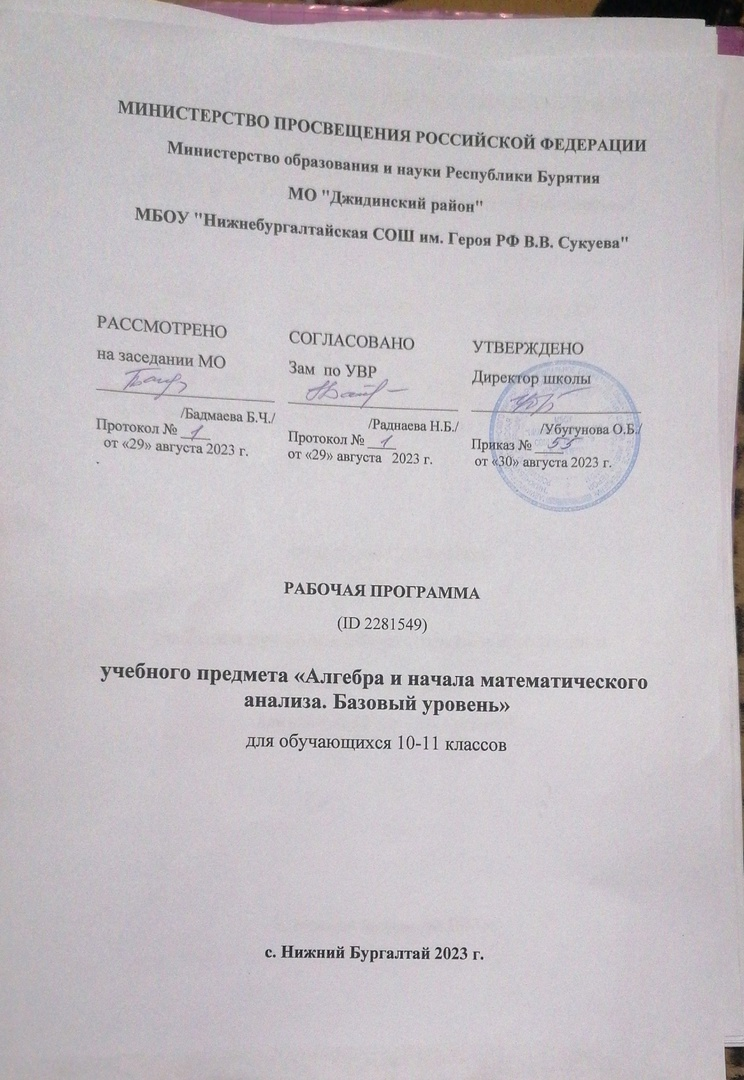 МИНИСТЕРСТВО ПРОСВЕЩЕНИЯ РОССИЙСКОЙ ФЕДЕРАЦИИ
Министерство образования и науки Республики Бурятия
МО "Джидинский район"
МБОУ "Нижнебургалтайская СОШ им. Героя РФ В.В. Сукуева"
РАССМОТРЕНО
на заседании МО
/Бадмаева Б.Ч./
Протокол № 1
от «29» августа 2023 г.
СОГЛАСОВАНО
Зам по УВР
/Раднаева Н.Б./
Протокол № 1
от «29» августа 2023 г.
УТВЕРЖДЕНО
Директор школы
/Убугунова О.Б./
Приказ № 55
от «30» августа 2023 г.
РАБОЧАЯ ПРОГРАММА
(ID 2281549)
учебного предмета «Алгебра и начала математического
анализа. Базовый уровень»
для обучающихся 10-11 классов
с. Нижний Бургалтай 2023 г.